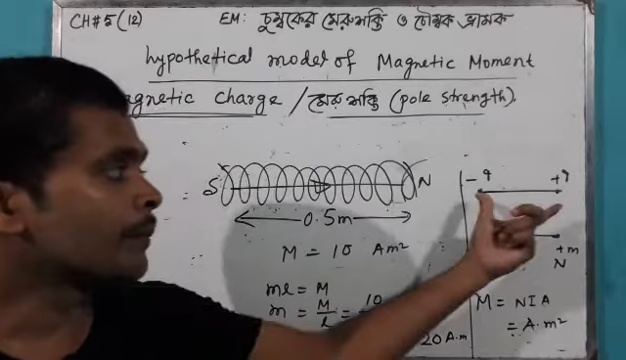 CH# 5 (12) EM: চুম্বকের মেরুশক্তি ও চৌম্বক ভ্রামক
hypothetical model of Magnetic Moment
agnetic Charge / মেরুশক্তি (pole strength).
S N
0.5m
M = 10 Am²
ml = M
m = M/l = 10
20 A.m
-q +q
+m
N
M = NIA
= A.m²